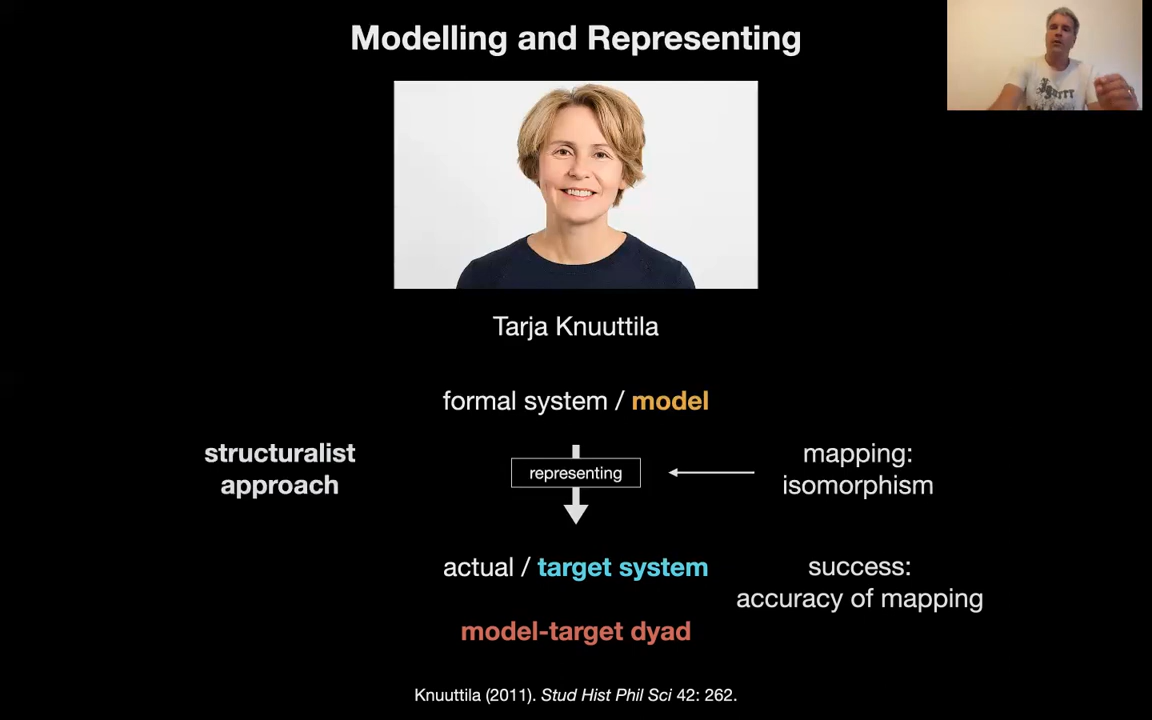 Modelling and Representing
Tarja Knuuttila
formal system / model
structuralist
approach
representing
mapping:
isomorphism
actual / target system
success:
accuracy of mapping
model-target dyad
Knuuttila (2011). Stud Hist Phil Sci 42: 262.